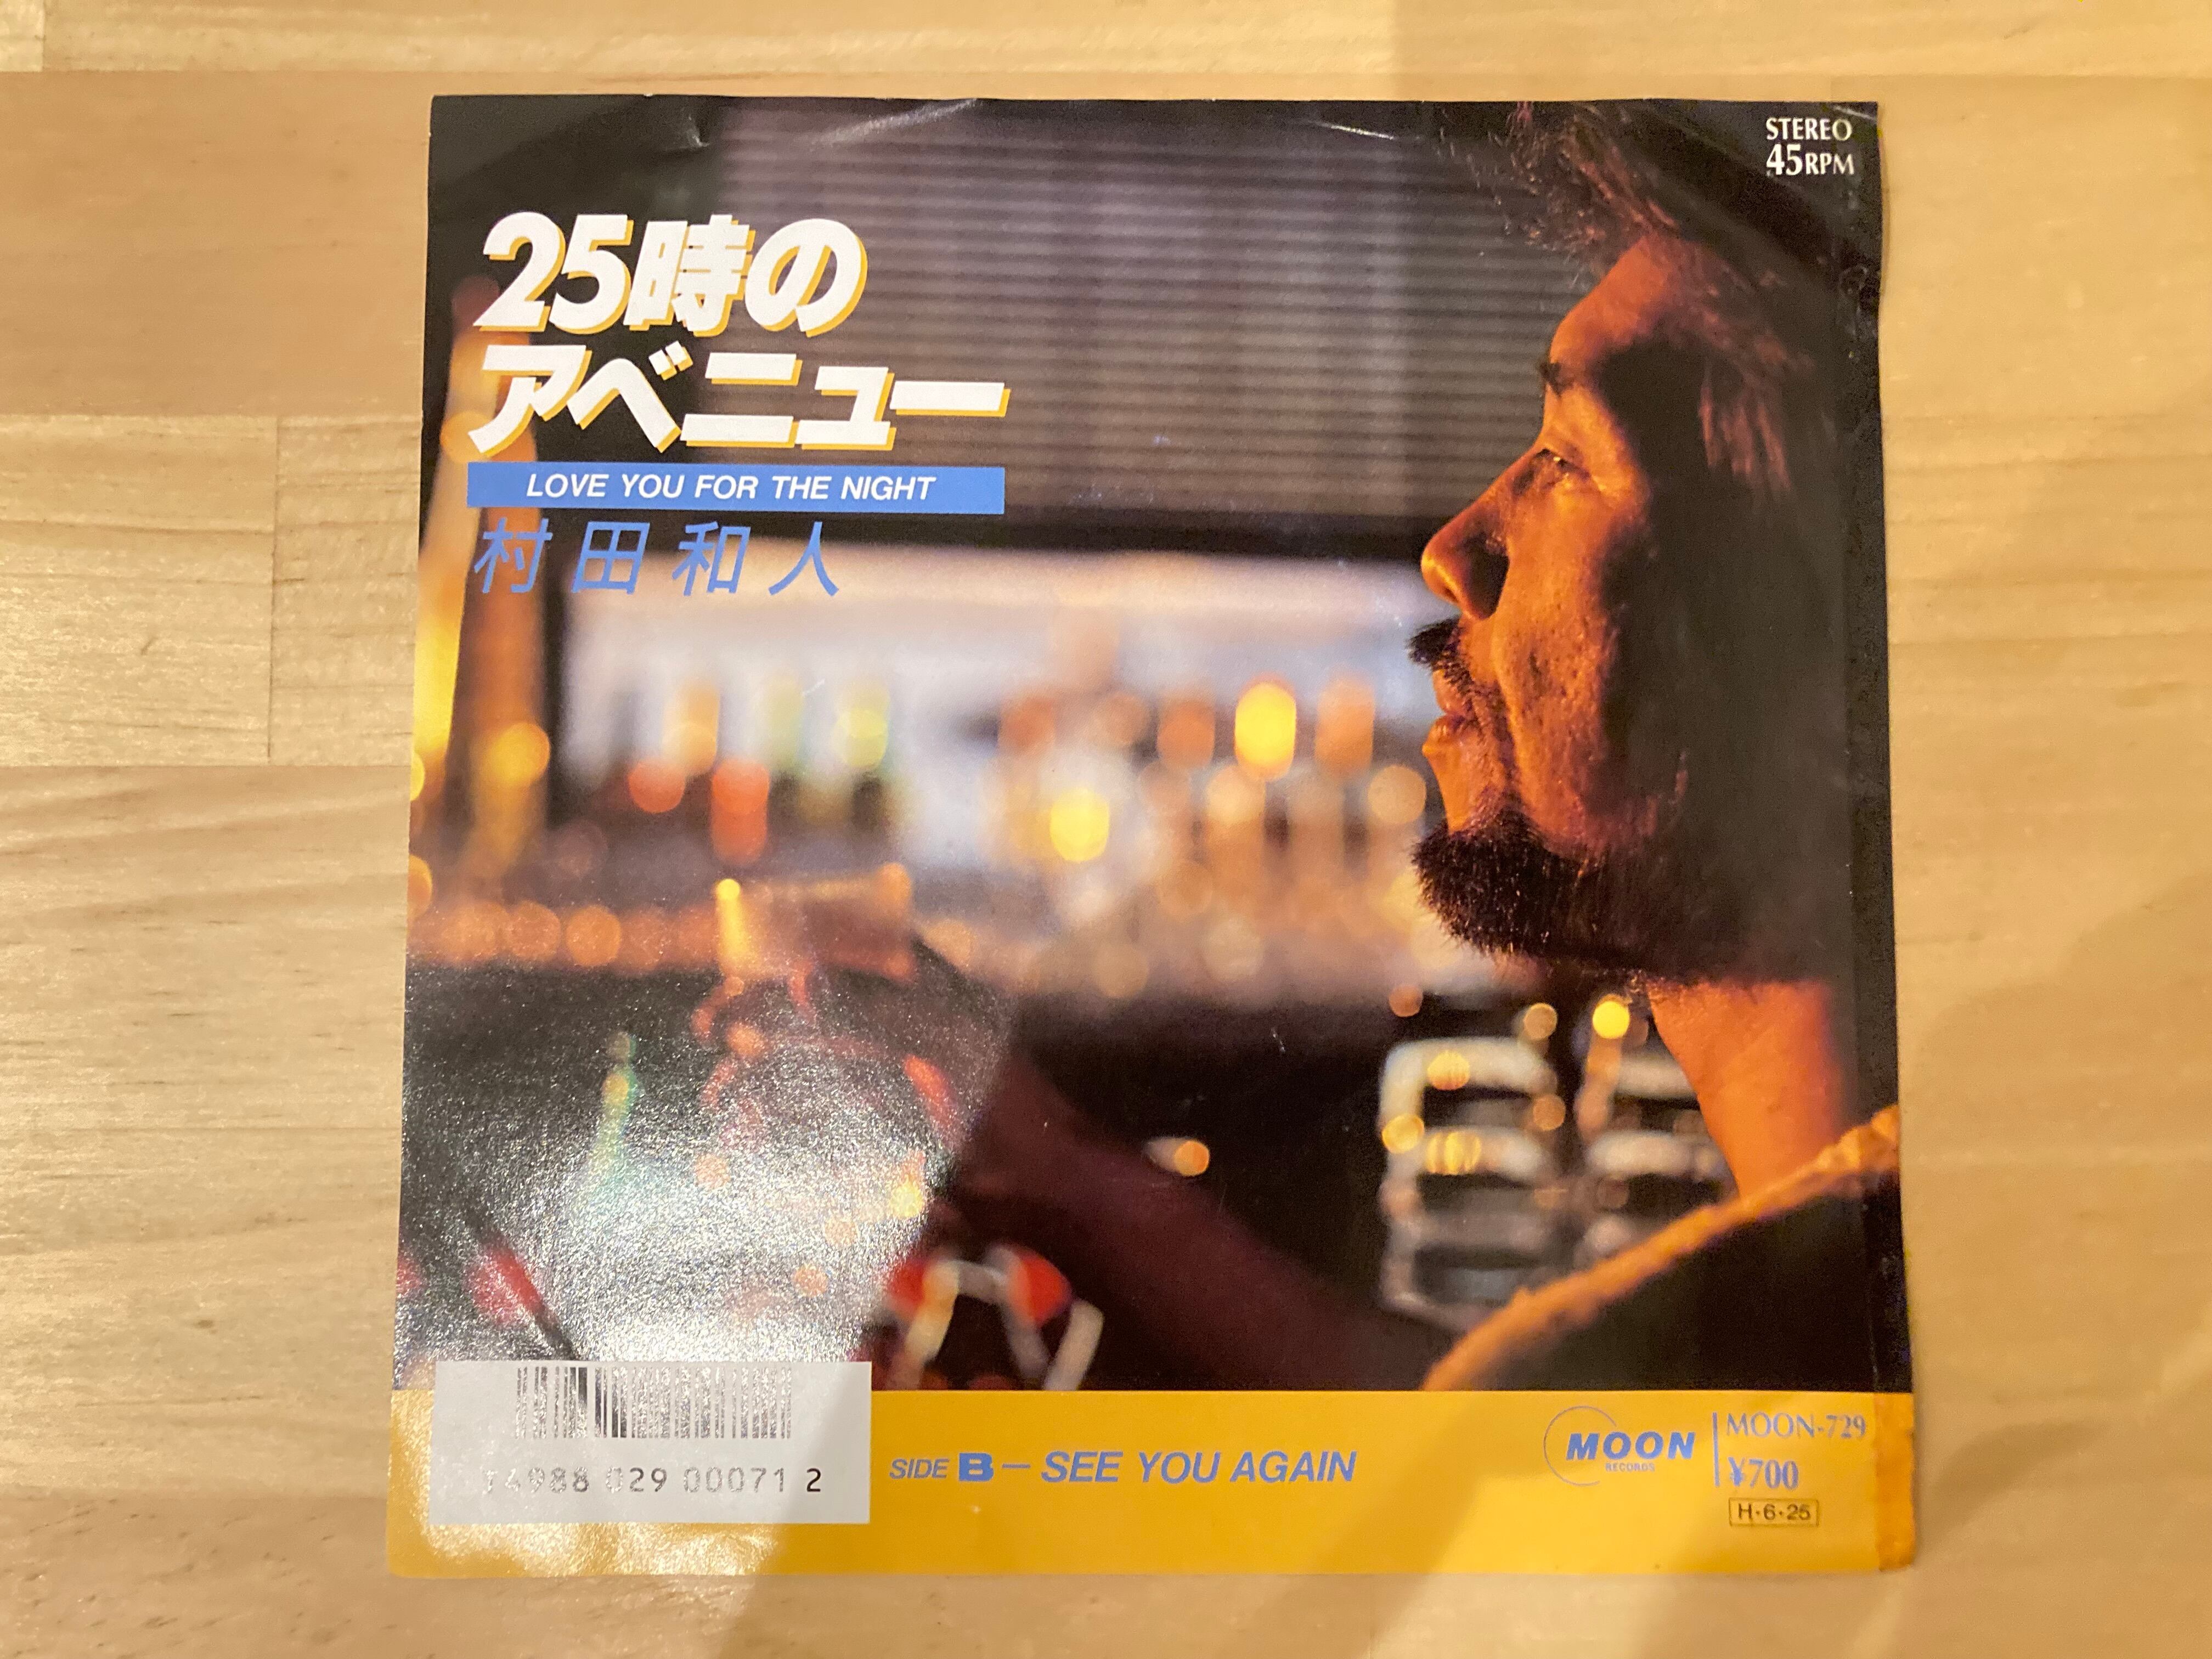 STEREO
45RPM
25時の
アベニュー
LOVE YOU FOR THE NIGHT
村田和人
T4988 029 00071 2
SIDE B — SEE YOU AGAIN
MOON
RECORDS
MOON-729
¥700
H·6·25